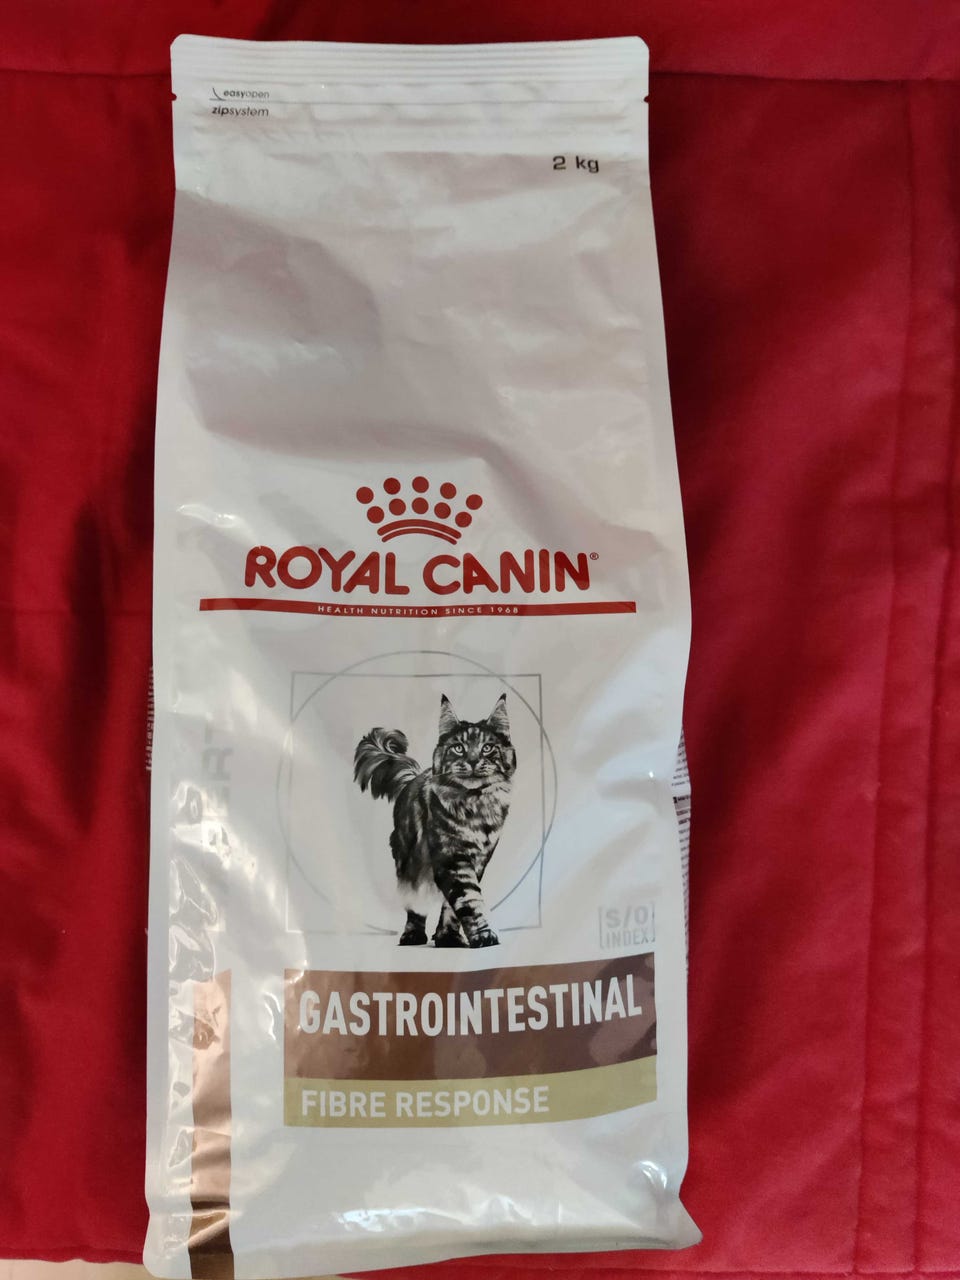 easyopen
zipsystem
2 kg
ROYAL CANIN®
HEALTH NUTRITION SINCE 1968
S/O
INDEX
GASTROINTESTINAL
FIBRE RESPONSE